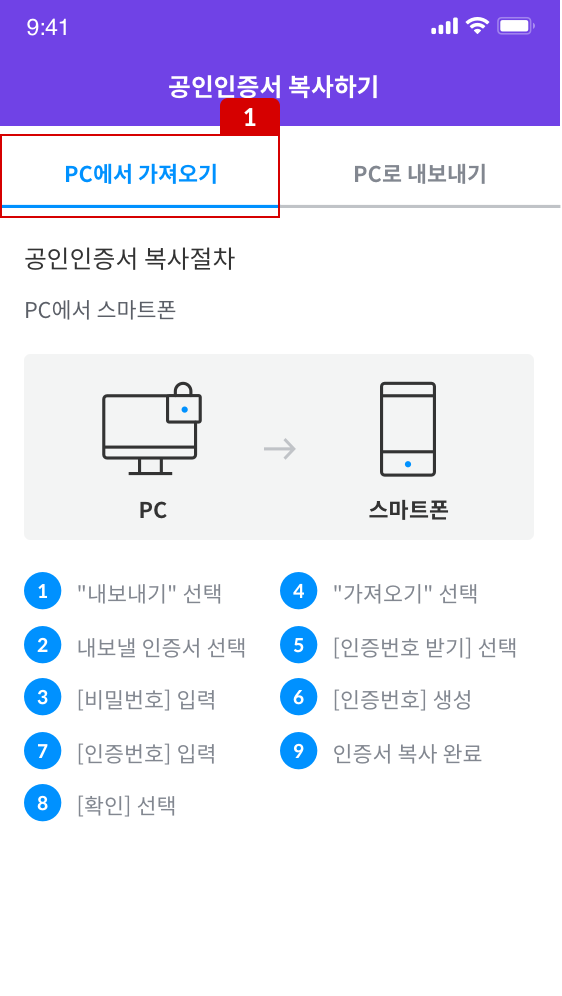 9:41
공인인증서 복사하기
1
PC에서 가져오기
PC로 내보내기
공인인증서 복사절차
PC에서 스마트폰
PC
스마트폰
1 "내보내기" 선택
2 내보낼 인증서 선택
3 [비밀번호] 입력
7 [인증번호] 입력
8 [확인] 선택
4 "가져오기" 선택
5 [인증번호 받기] 선택
6 [인증번호] 생성
9 인증서 복사 완료